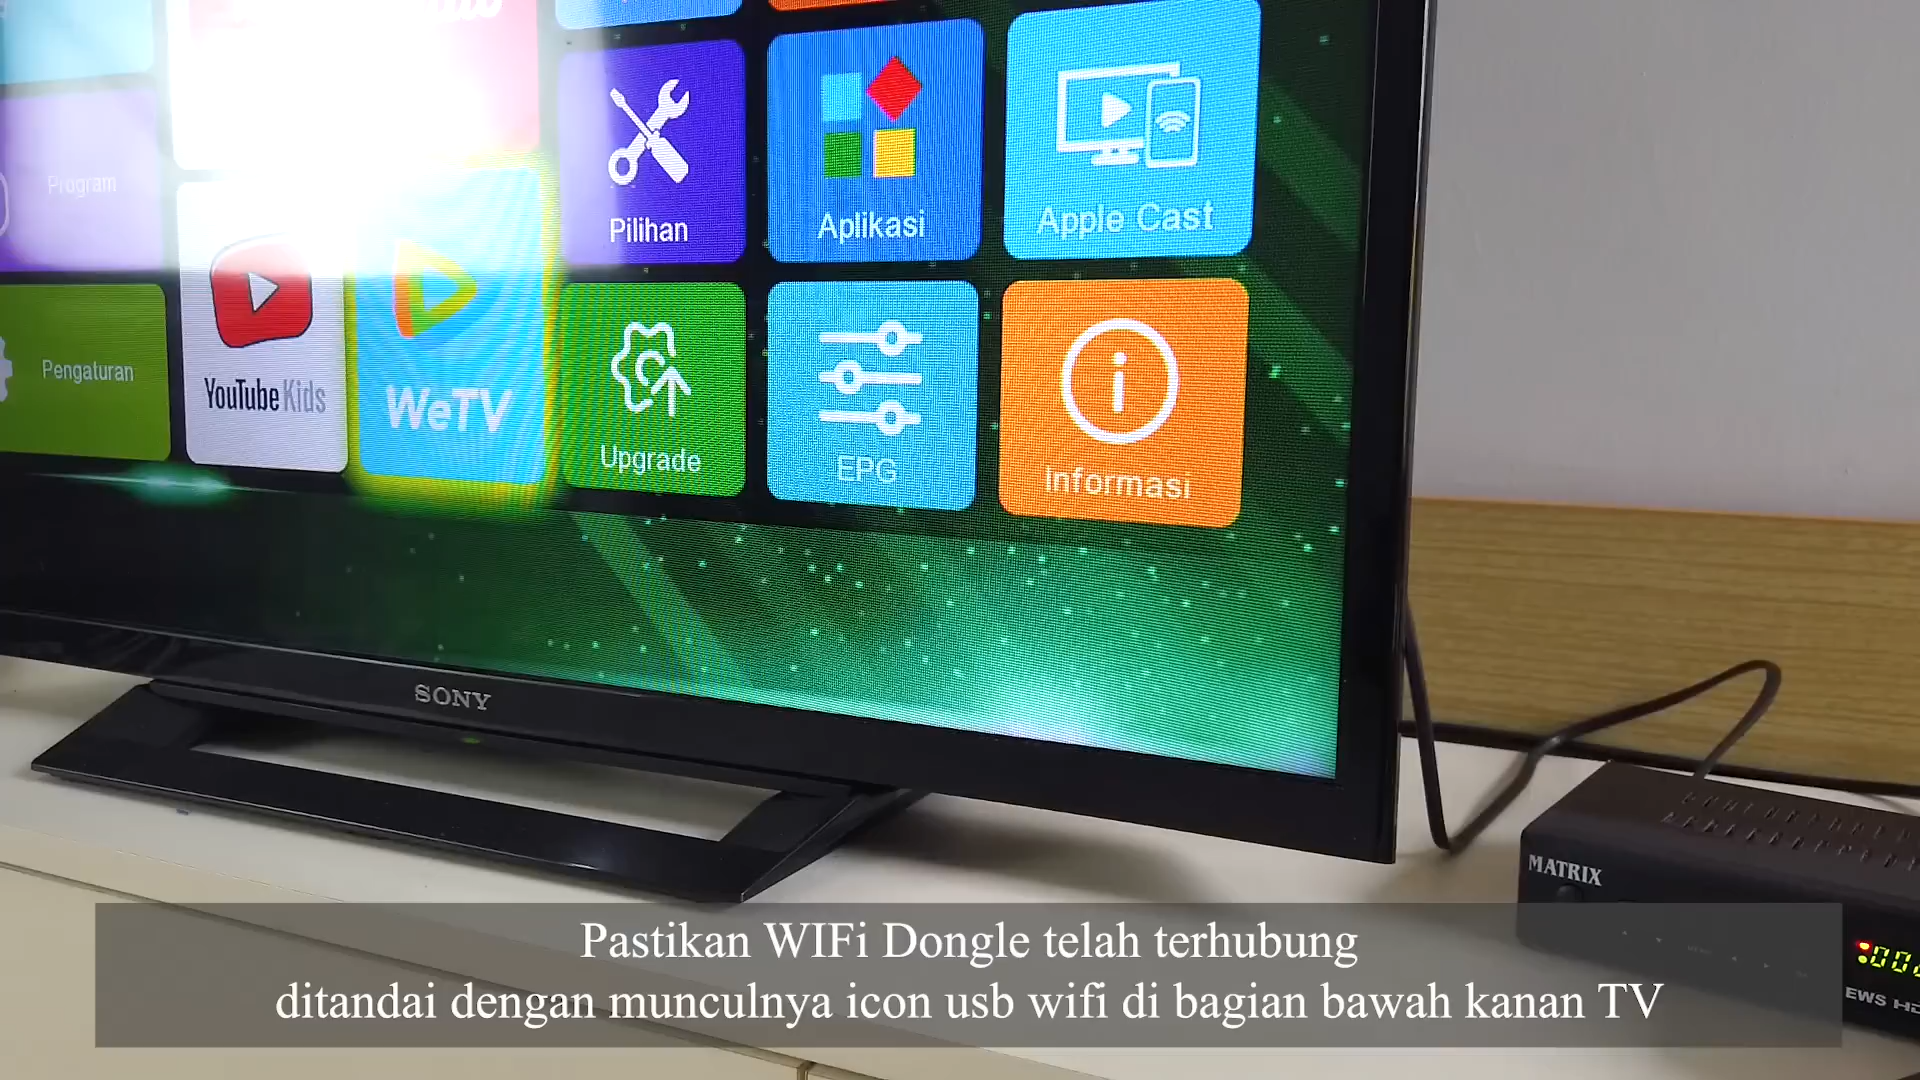 Program
Pilihan
Aplikasi
Apple Cast
Pengaturan
YouTube Kids
WeTV
Upgrade
EPG
Informasi
SONY
MATRIX
EWS
Pastikan WIFi Dongle telah terhubung
ditandai dengan munculnya icon usb wifi di bagian bawah kanan TV